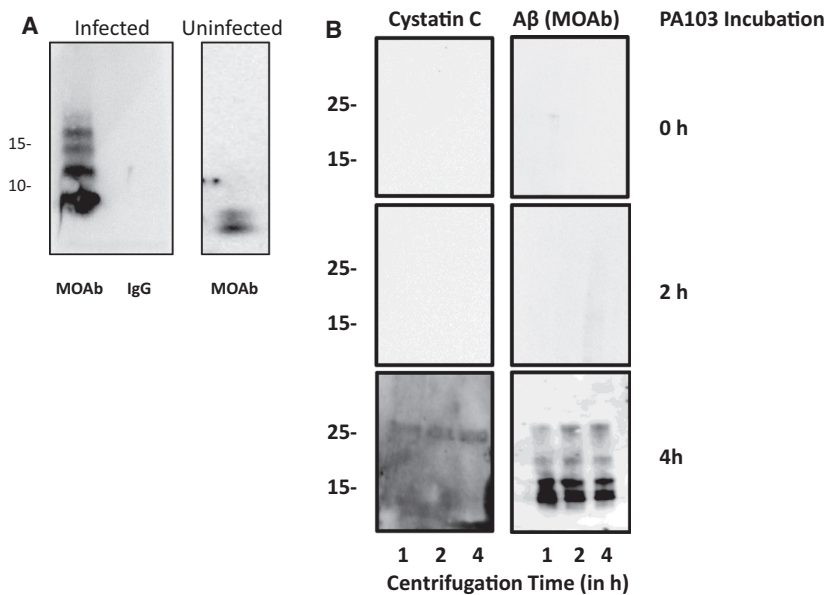 A
Infected
Uninfected
15-
10-
MOAb
IgG
MOAb
B
Cystatin C
Aβ (MOAb)
PA103 Incubation
25-
15-
0 h
25-
15-
2 h
25-
15-
4h
1 2 4 1 2 4
Centrifugation Time (in h)